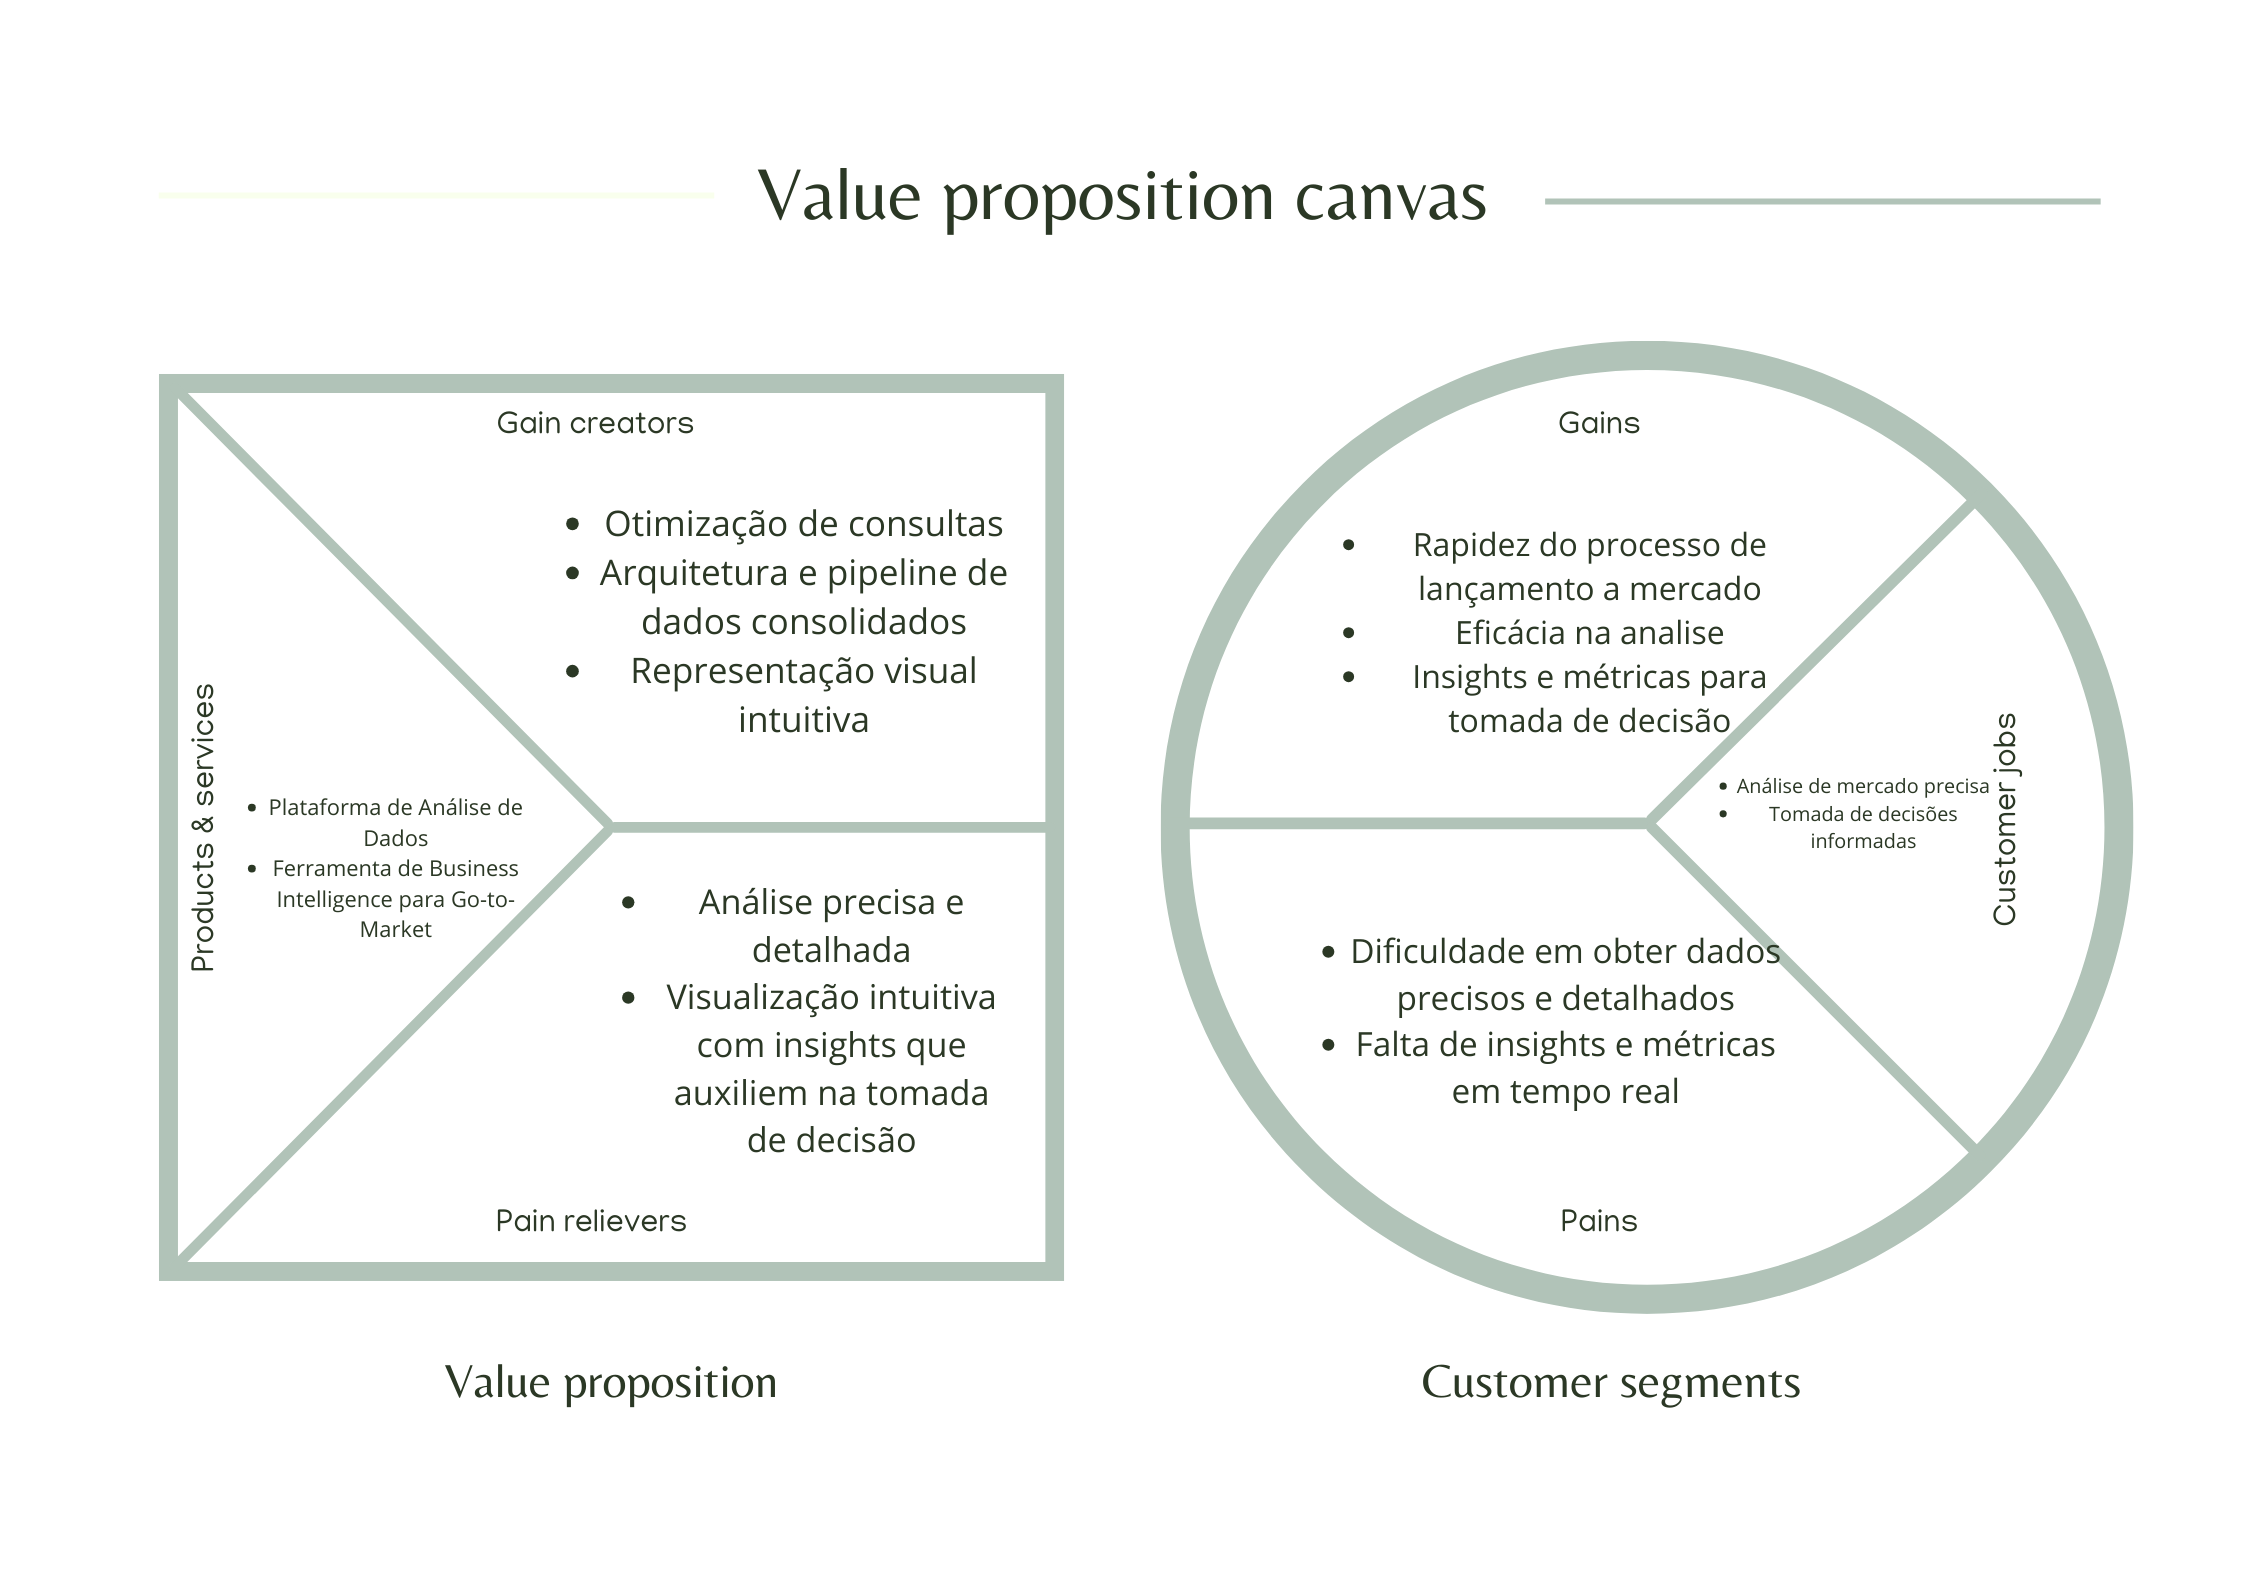 Value proposition canvas
Gain creators
• Otimização de consultas
• Arquitetura e pipeline de
dados consolidados
• Representação visual
intuitiva
Products & services
• Plataforma de Análise de
Dados
• Ferramenta de Business
Intelligence para Go-to-
Market
• Análise precisa e
detalhada
• Visualização intuitiva
com insights que
auxiliem na tomada
de decisão
Pain relievers
Value proposition
Gains
• Rapidez do processo de
lançamento a mercado
• Eficácia na analise
• Insights e métricas para
tomada de decisão
• Análise de mercado precisa
• Tomada de decisões
informadas
Customer jobs
• Dificuldade em obter dados
precisos e detalhados
• Falta de insights e métricas
em tempo real
Pains
Customer segments